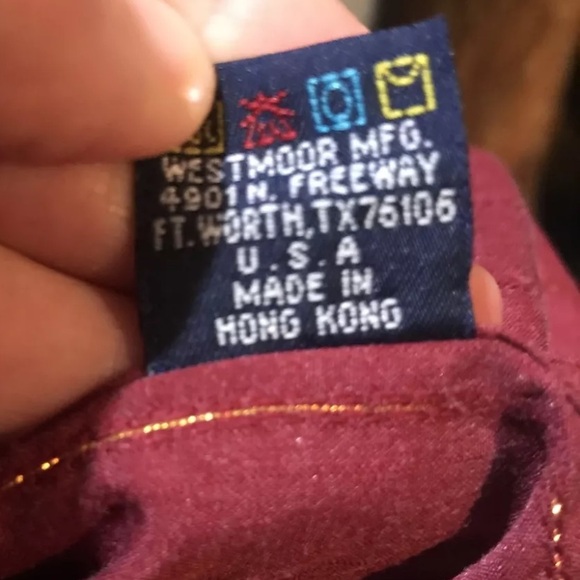 WESTMOOR MFG.
4901 N. FREEWAY
FT. WORTH, TX 76106
U.S.A
MADE IN
HONG KONG